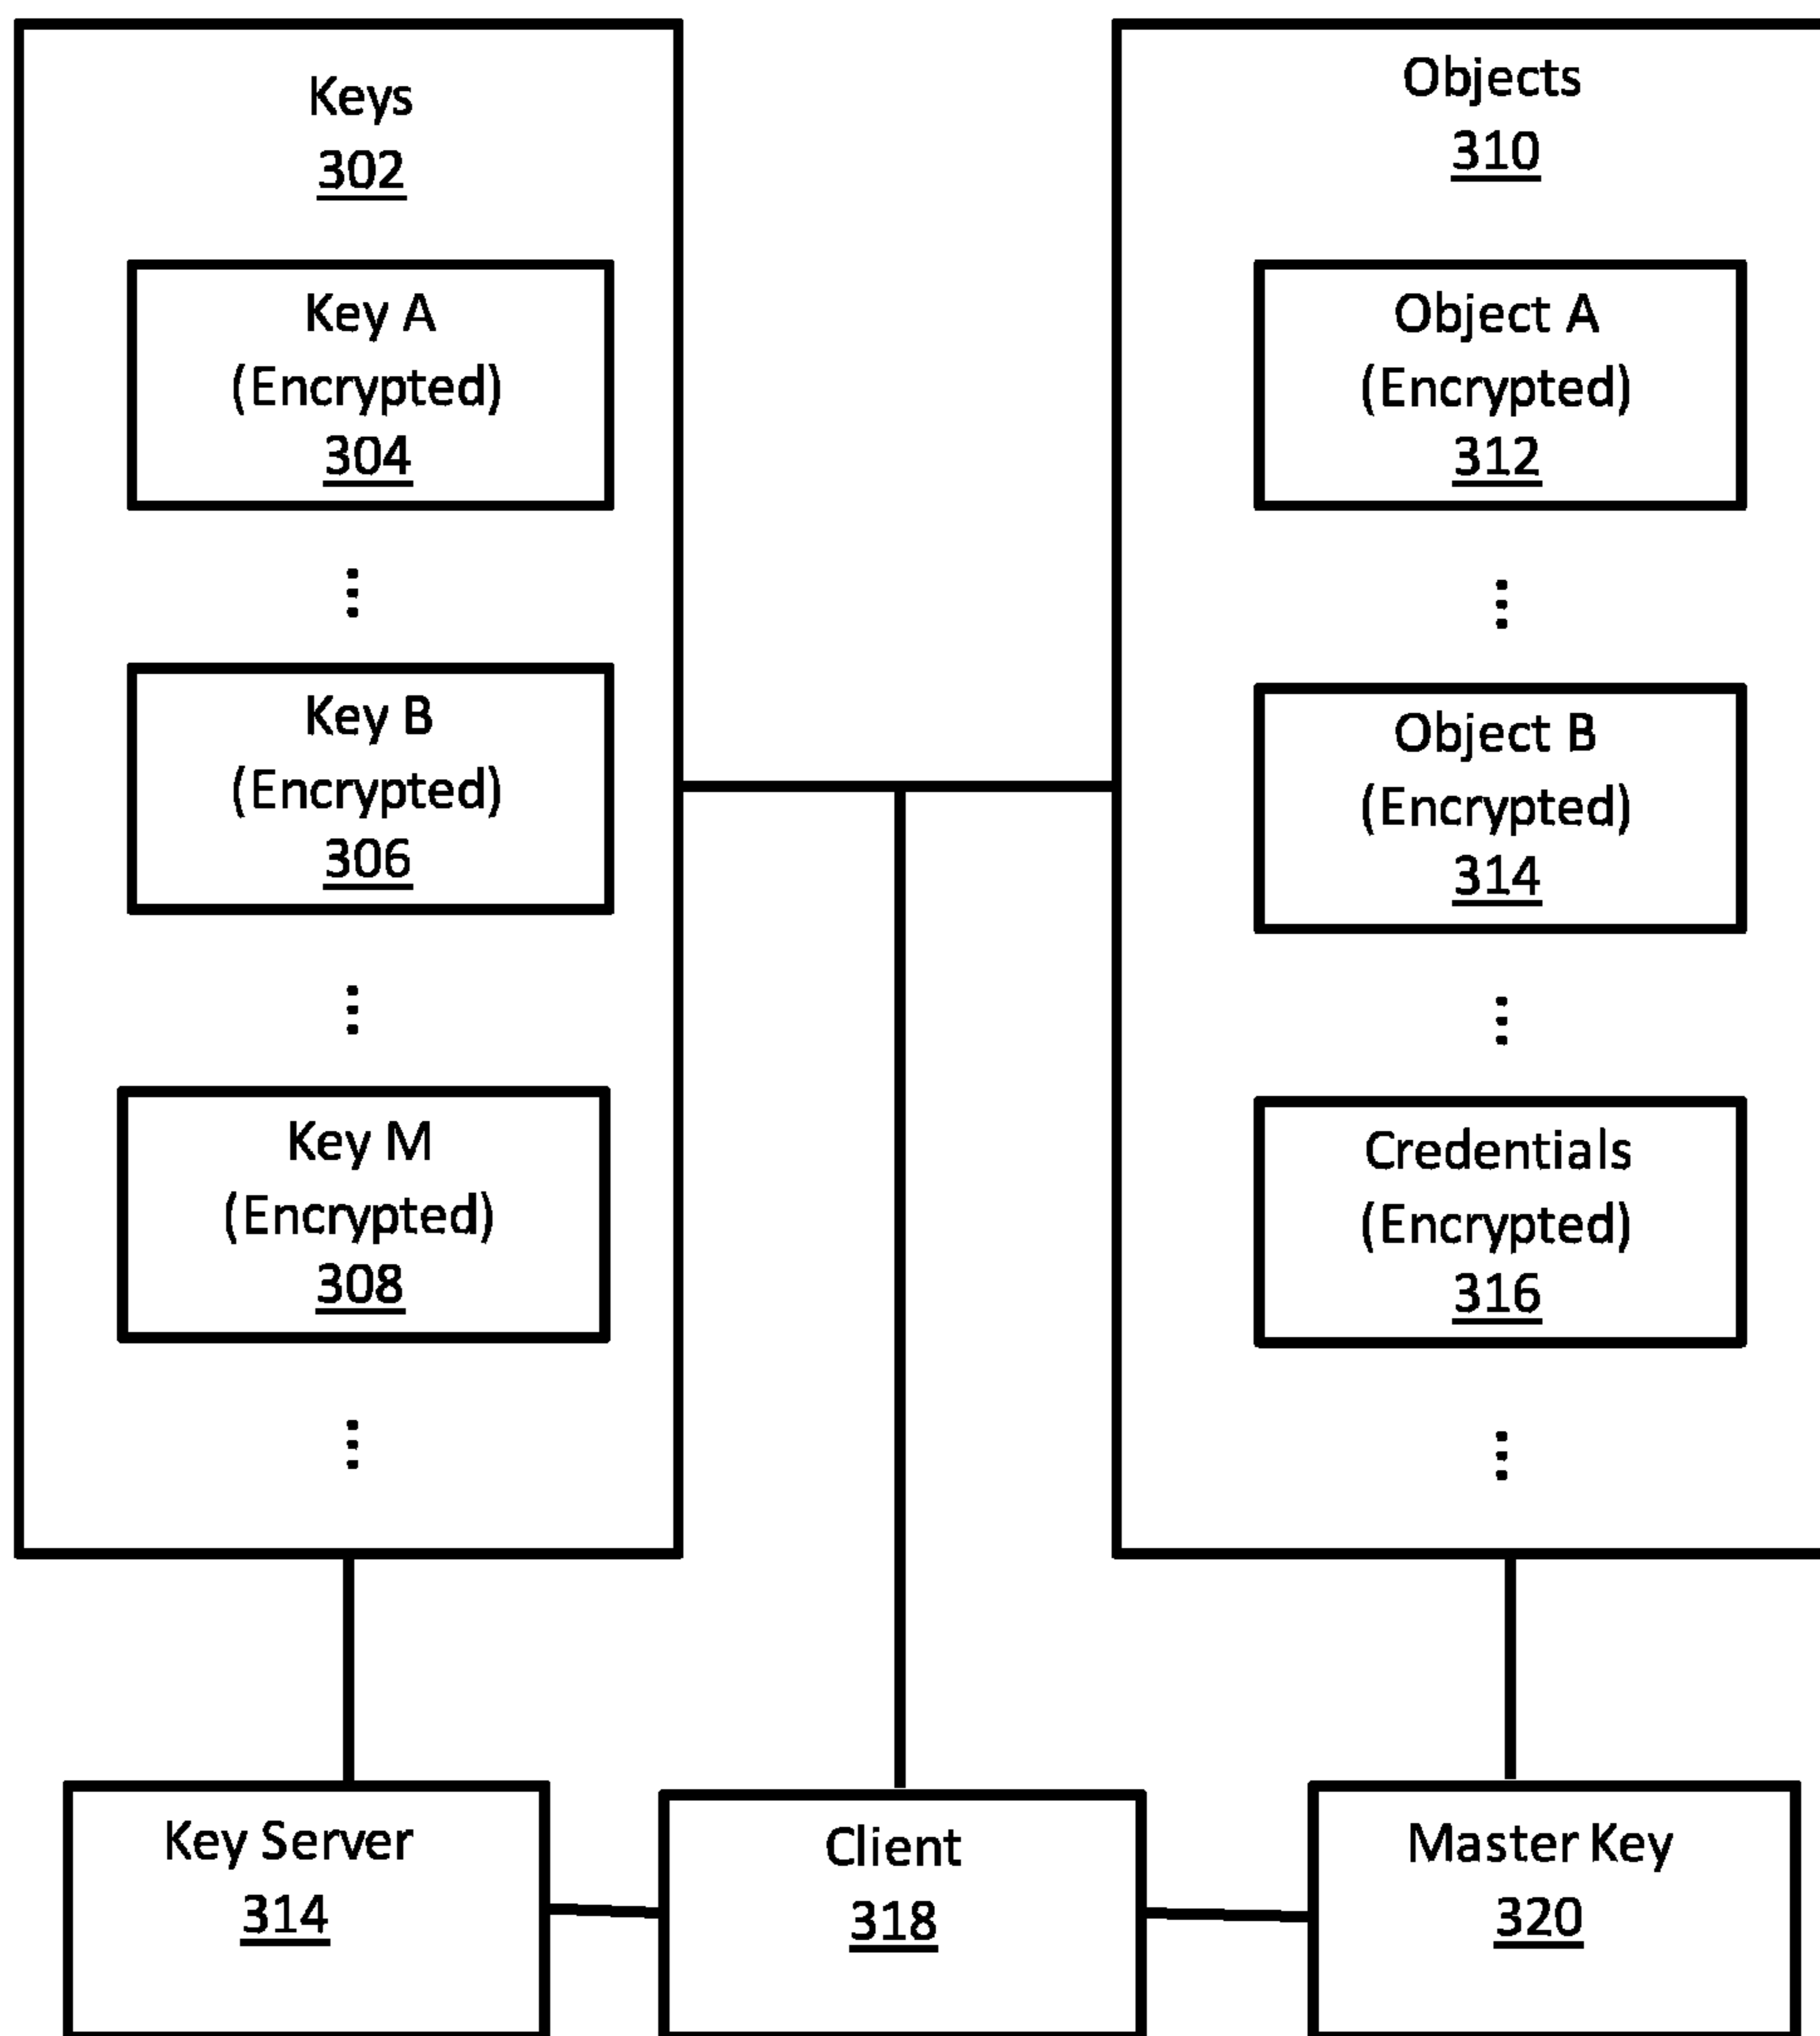 Keys
302
Key A
(Encrypted)
304
Key B
(Encrypted)
306
Key M
(Encrypted)
308
Objects
310
Object A
(Encrypted)
312
Object B
(Encrypted)
314
Credentials
(Encrypted)
316
Key Server
314
Client
318
Master Key
320